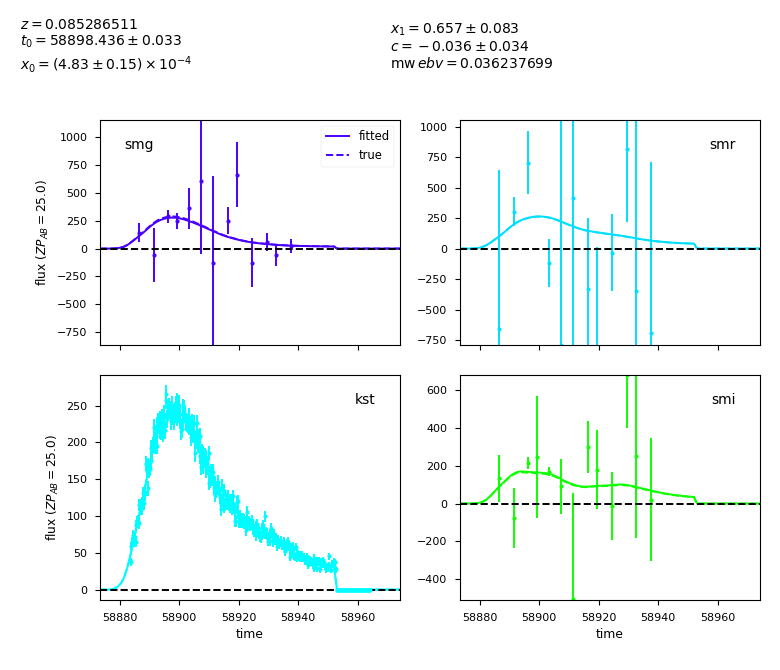 z = 0.085286511
t0 = 58898.436 ± 0.033
x0 = (4.83 ± 0.15) × 10^−4
x1 = 0.657 ± 0.083
c = −0.036 ± 0.034
mw ebv = 0.036237699
smg
fitted
true
1000
750
500
250
0
−250
−500
−750
flux (ZP_AB = 25.0)
smr
1000
750
500
250
0
−250
−500
−750
kst
250
200
150
100
50
0
flux (ZP_AB = 25.0)
58880 58900 58920 58940 58960
time
smi
600
400
200
0
−200
−400
58880 58900 58920 58940 58960
time